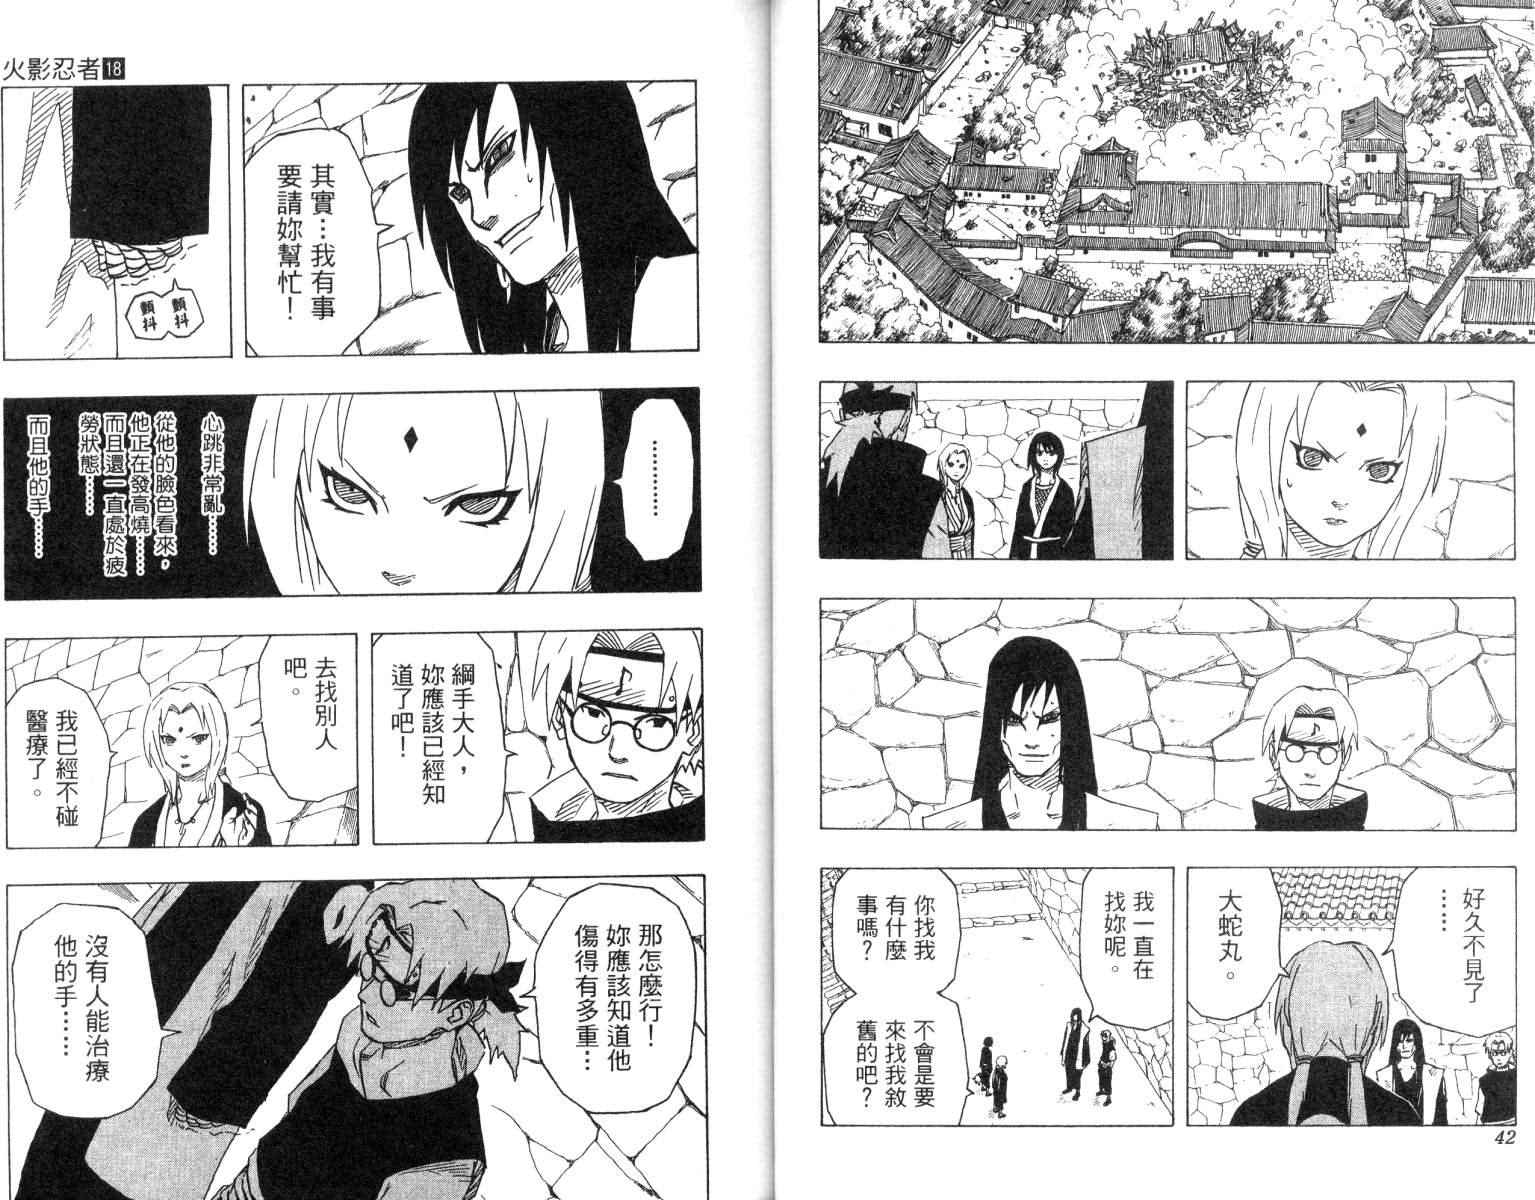 好久不見了
……
大蛇丸。
我一直在
找妳呢。
你找我
有什麼
事嗎？
不會是要
來找我敘
舊的吧？
42
火影忍者18
其實…我有事
要請妳幫忙！
顫抖
顫抖
…………
心跳非常亂……
從他的臉色看來，
他正在發高燒……
而且還一直處於疲
勞狀態……
而且他的手……
綱手大人，
妳應該已經知
道了吧！
去找別人
吧。
我已經不碰
醫療了。
那怎麼行！
妳應該知道他
傷得有多重…
沒有人能治療
他的手……